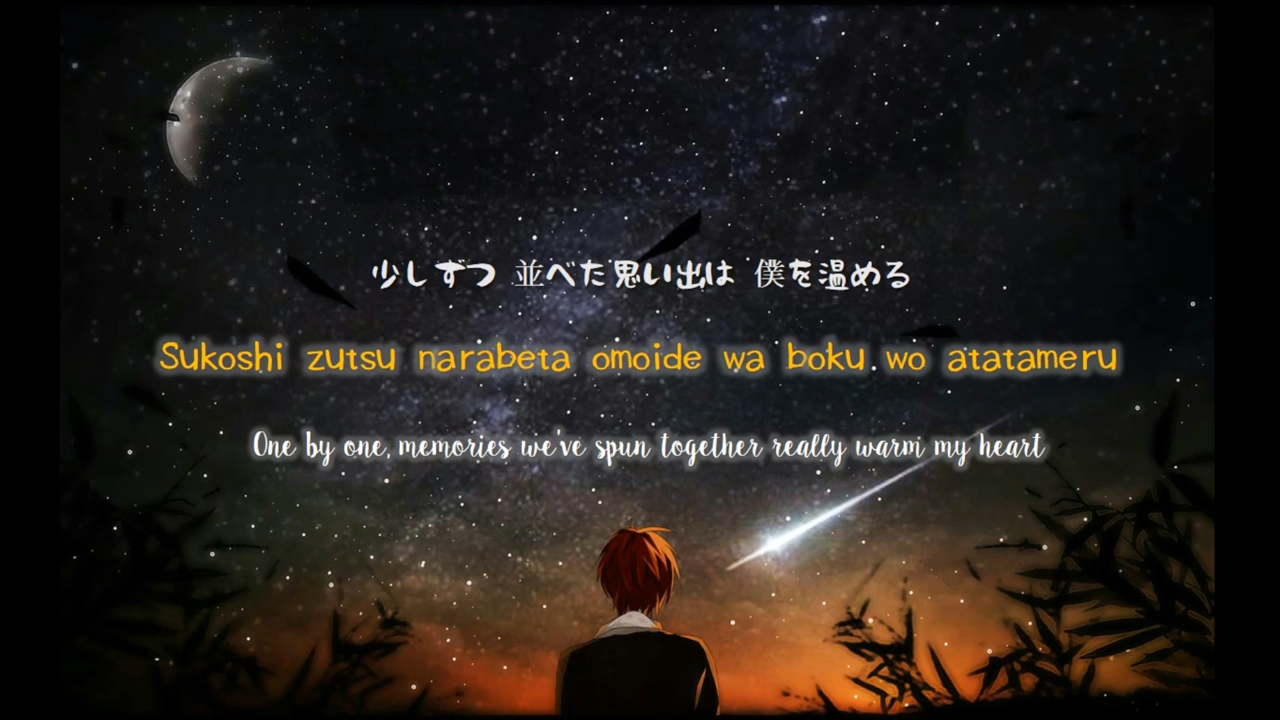 少しずつ 並べた思い出は 僕を温める
Sukoshi zutsu narabeta omoide wa boku wo atatameru
One by one, memories we've spun together really warm my heart